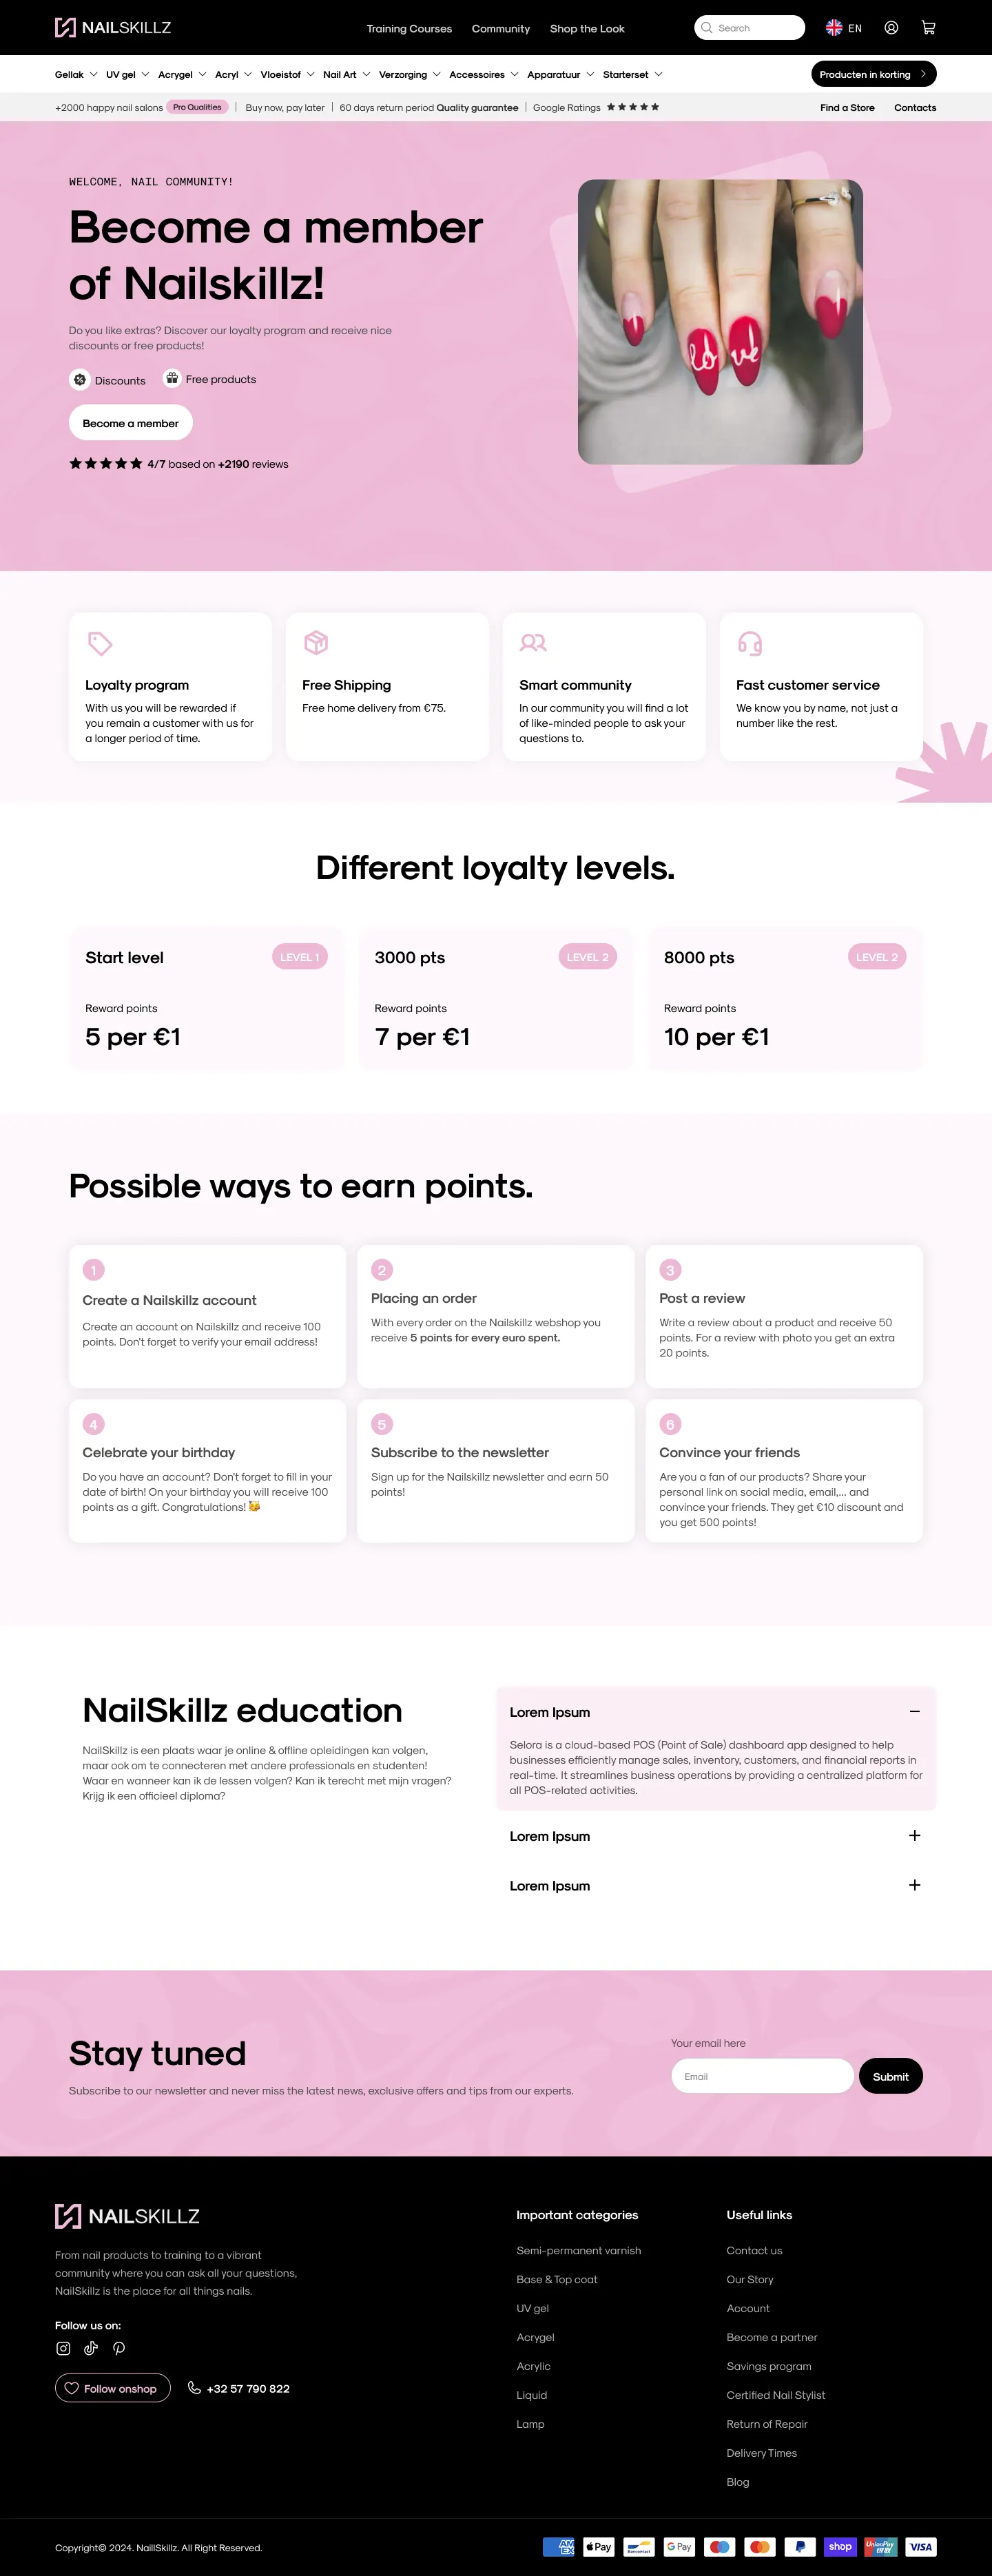 NAILSKILLZ
Training Courses Community Shop the Look
Search
EN
Gellak UV gel Acrygel Acryl Vloeistof Nail Art Verzorging Accessoires Apparatuur Starterset
Producten in korting
+2000 happy nail salons Pro Qualities | Buy now, pay later | 60 days return period Quality guarantee | Google Ratings
Find a Store Contacts
WELCOME, NAIL COMMUNITY!
Become a member
of Nailskillz!
Do you like extras? Discover our loyalty program and receive nice
discounts or free products!
Discounts Free products
Become a member
4/7 based on +2190 reviews
lo ve
Loyalty program
With us you will be rewarded if
you remain a customer with us for
a longer period of time.
Free Shipping
Free home delivery from €75.
Smart community
In our community you will find a lot
of like-minded people to ask your
questions to.
Fast customer service
We know you by name, not just a
number like the rest.
Different loyalty levels.
Start level
LEVEL 1
Reward points
5 per €1
3000 pts
LEVEL 2
Reward points
7 per €1
8000 pts
LEVEL 2
Reward points
10 per €1
Possible ways to earn points.
1
Create a Nailskillz account
Create an account on Nailskillz and receive 100
points. Don't forget to verify your email address!
2
Placing an order
With every order on the Nailskillz webshop you
receive 5 points for every euro spent.
3
Post a review
Write a review about a product and receive 50
points. For a review with photo you get an extra
20 points.
4
Celebrate your birthday
Do you have an account? Don't forget to fill in your
date of birth! On your birthday you will receive 100
points as a gift. Congratulations! 🥳
5
Subscribe to the newsletter
Sign up for the Nailskillz newsletter and earn 50
points!
6
Convince your friends
Are you a fan of our products? Share your
personal link on social media, email,... and
convince your friends. They get €10 discount and
you get 500 points!
NailSkillz education
NailSkillz is een plaats waar je online & offline opleidingen kan volgen,
maar ook om te connecteren met andere professionals en studenten!
Waar en wanneer kan ik de lessen volgen? Kan ik terecht met mijn vragen?
Krijg ik een officieel diploma?
Lorem Ipsum
Selora is a cloud-based POS (Point of Sale) dashboard app designed to help
businesses efficiently manage sales, inventory, customers, and financial reports in
real-time. It streamlines business operations by providing a centralized platform for
all POS-related activities.
Lorem Ipsum
Lorem Ipsum
Stay tuned
Subscribe to our newsletter and never miss the latest news, exclusive offers and tips from our experts.
Your email here
Email
Submit
NAILSKILLZ
From nail products to training to a vibrant
community where you can ask all your questions,
NailSkillz is the place for all things nails.
Follow us on:
Follow onshop
+32 57 790 822
Important categories
Semi-permanent varnish
Base & Top coat
UV gel
Acrygel
Acrylic
Liquid
Lamp
Useful links
Contact us
Our Story
Account
Become a partner
Savings program
Certified Nail Stylist
Return of Repair
Delivery Times
Blog
Copyright© 2024. NaillSkillz. All Right Reserved.
AM EX Pay Bancontact G Pay shop UnionPay 银联 VISA